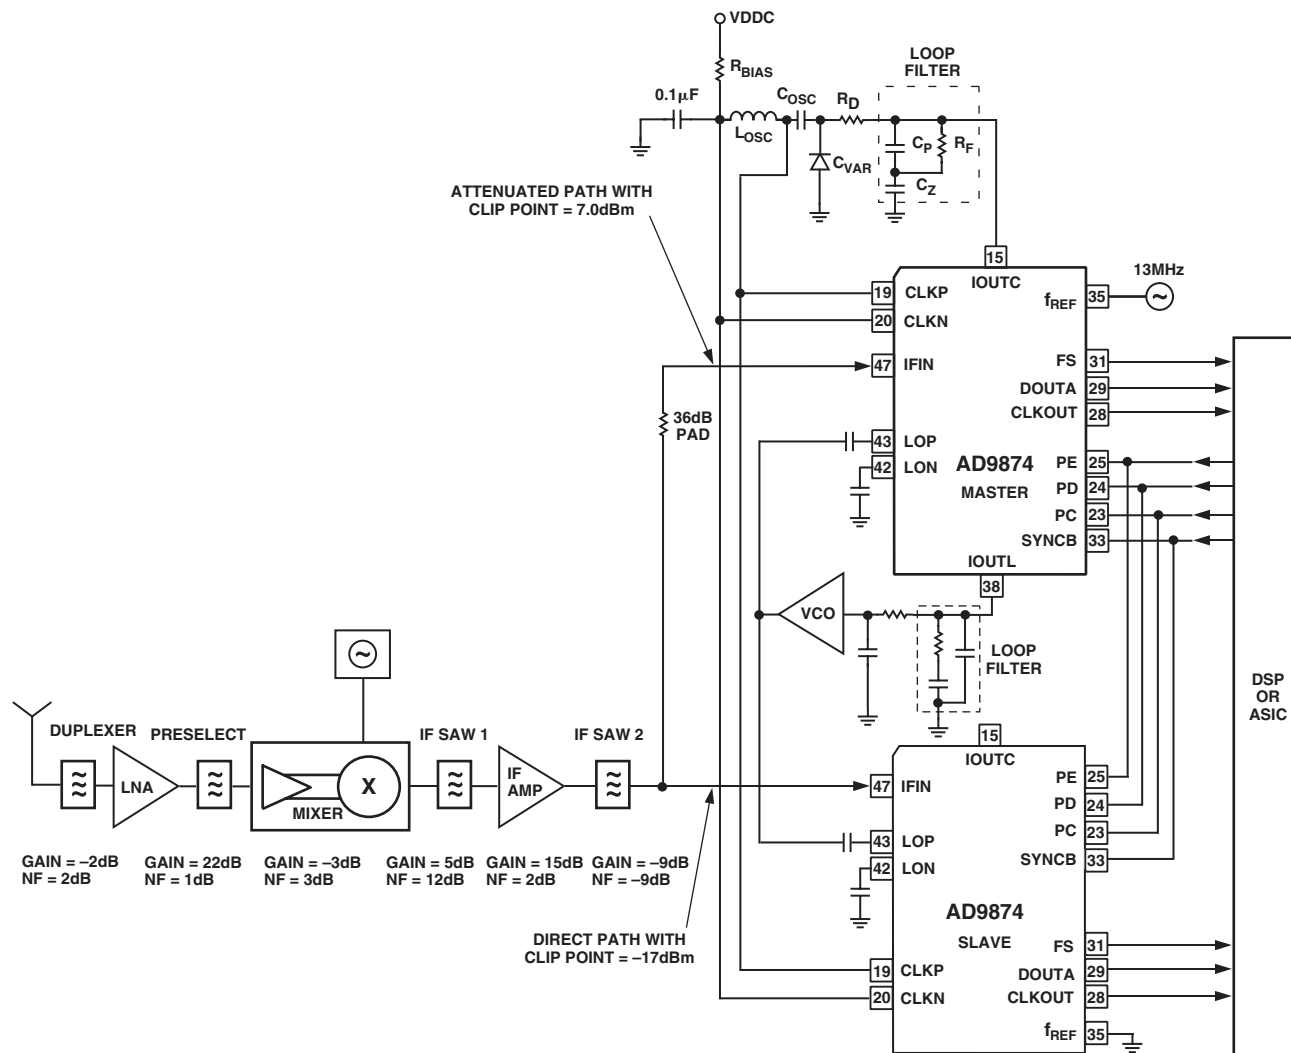 VDDC
RBIAS
LOOP
FILTER
0.1µF
COSC
RD
LOSC
CP
RF
CVAR
CZ
ATTENUATED PATH WITH
CLIP POINT = 7.0dBm
15
IOUTC
13MHz
19 CLKP
fREF 35
20 CLKN
47 IFIN
FS 31
DOUTA 29
CLKOUT 28
36dB
PAD
43 LOP
42 LON
AD9874
MASTER
PE 25
PD 24
PC 23
SYNCB 33
IOUTL
38
VCO
LOOP
FILTER
DSP
OR
ASIC
15
IOUTC
DUPLEXER
PRESELECT
IF SAW 1
IF SAW 2
LNA
X
MIXER
IF
AMP
47 IFIN
PE 25
PD 24
PC 23
SYNCB 33
43 LOP
42 LON
GAIN = –2dB
NF = 2dB
GAIN = 22dB
NF = 1dB
GAIN = –3dB
NF = 3dB
GAIN = 5dB
NF = 12dB
GAIN = 15dB
NF = 2dB
GAIN = –9dB
NF = –9dB
AD9874
SLAVE
DIRECT PATH WITH
CLIP POINT = –17dBm
FS 31
DOUTA 29
CLKOUT 28
19 CLKP
20 CLKN
fREF 35